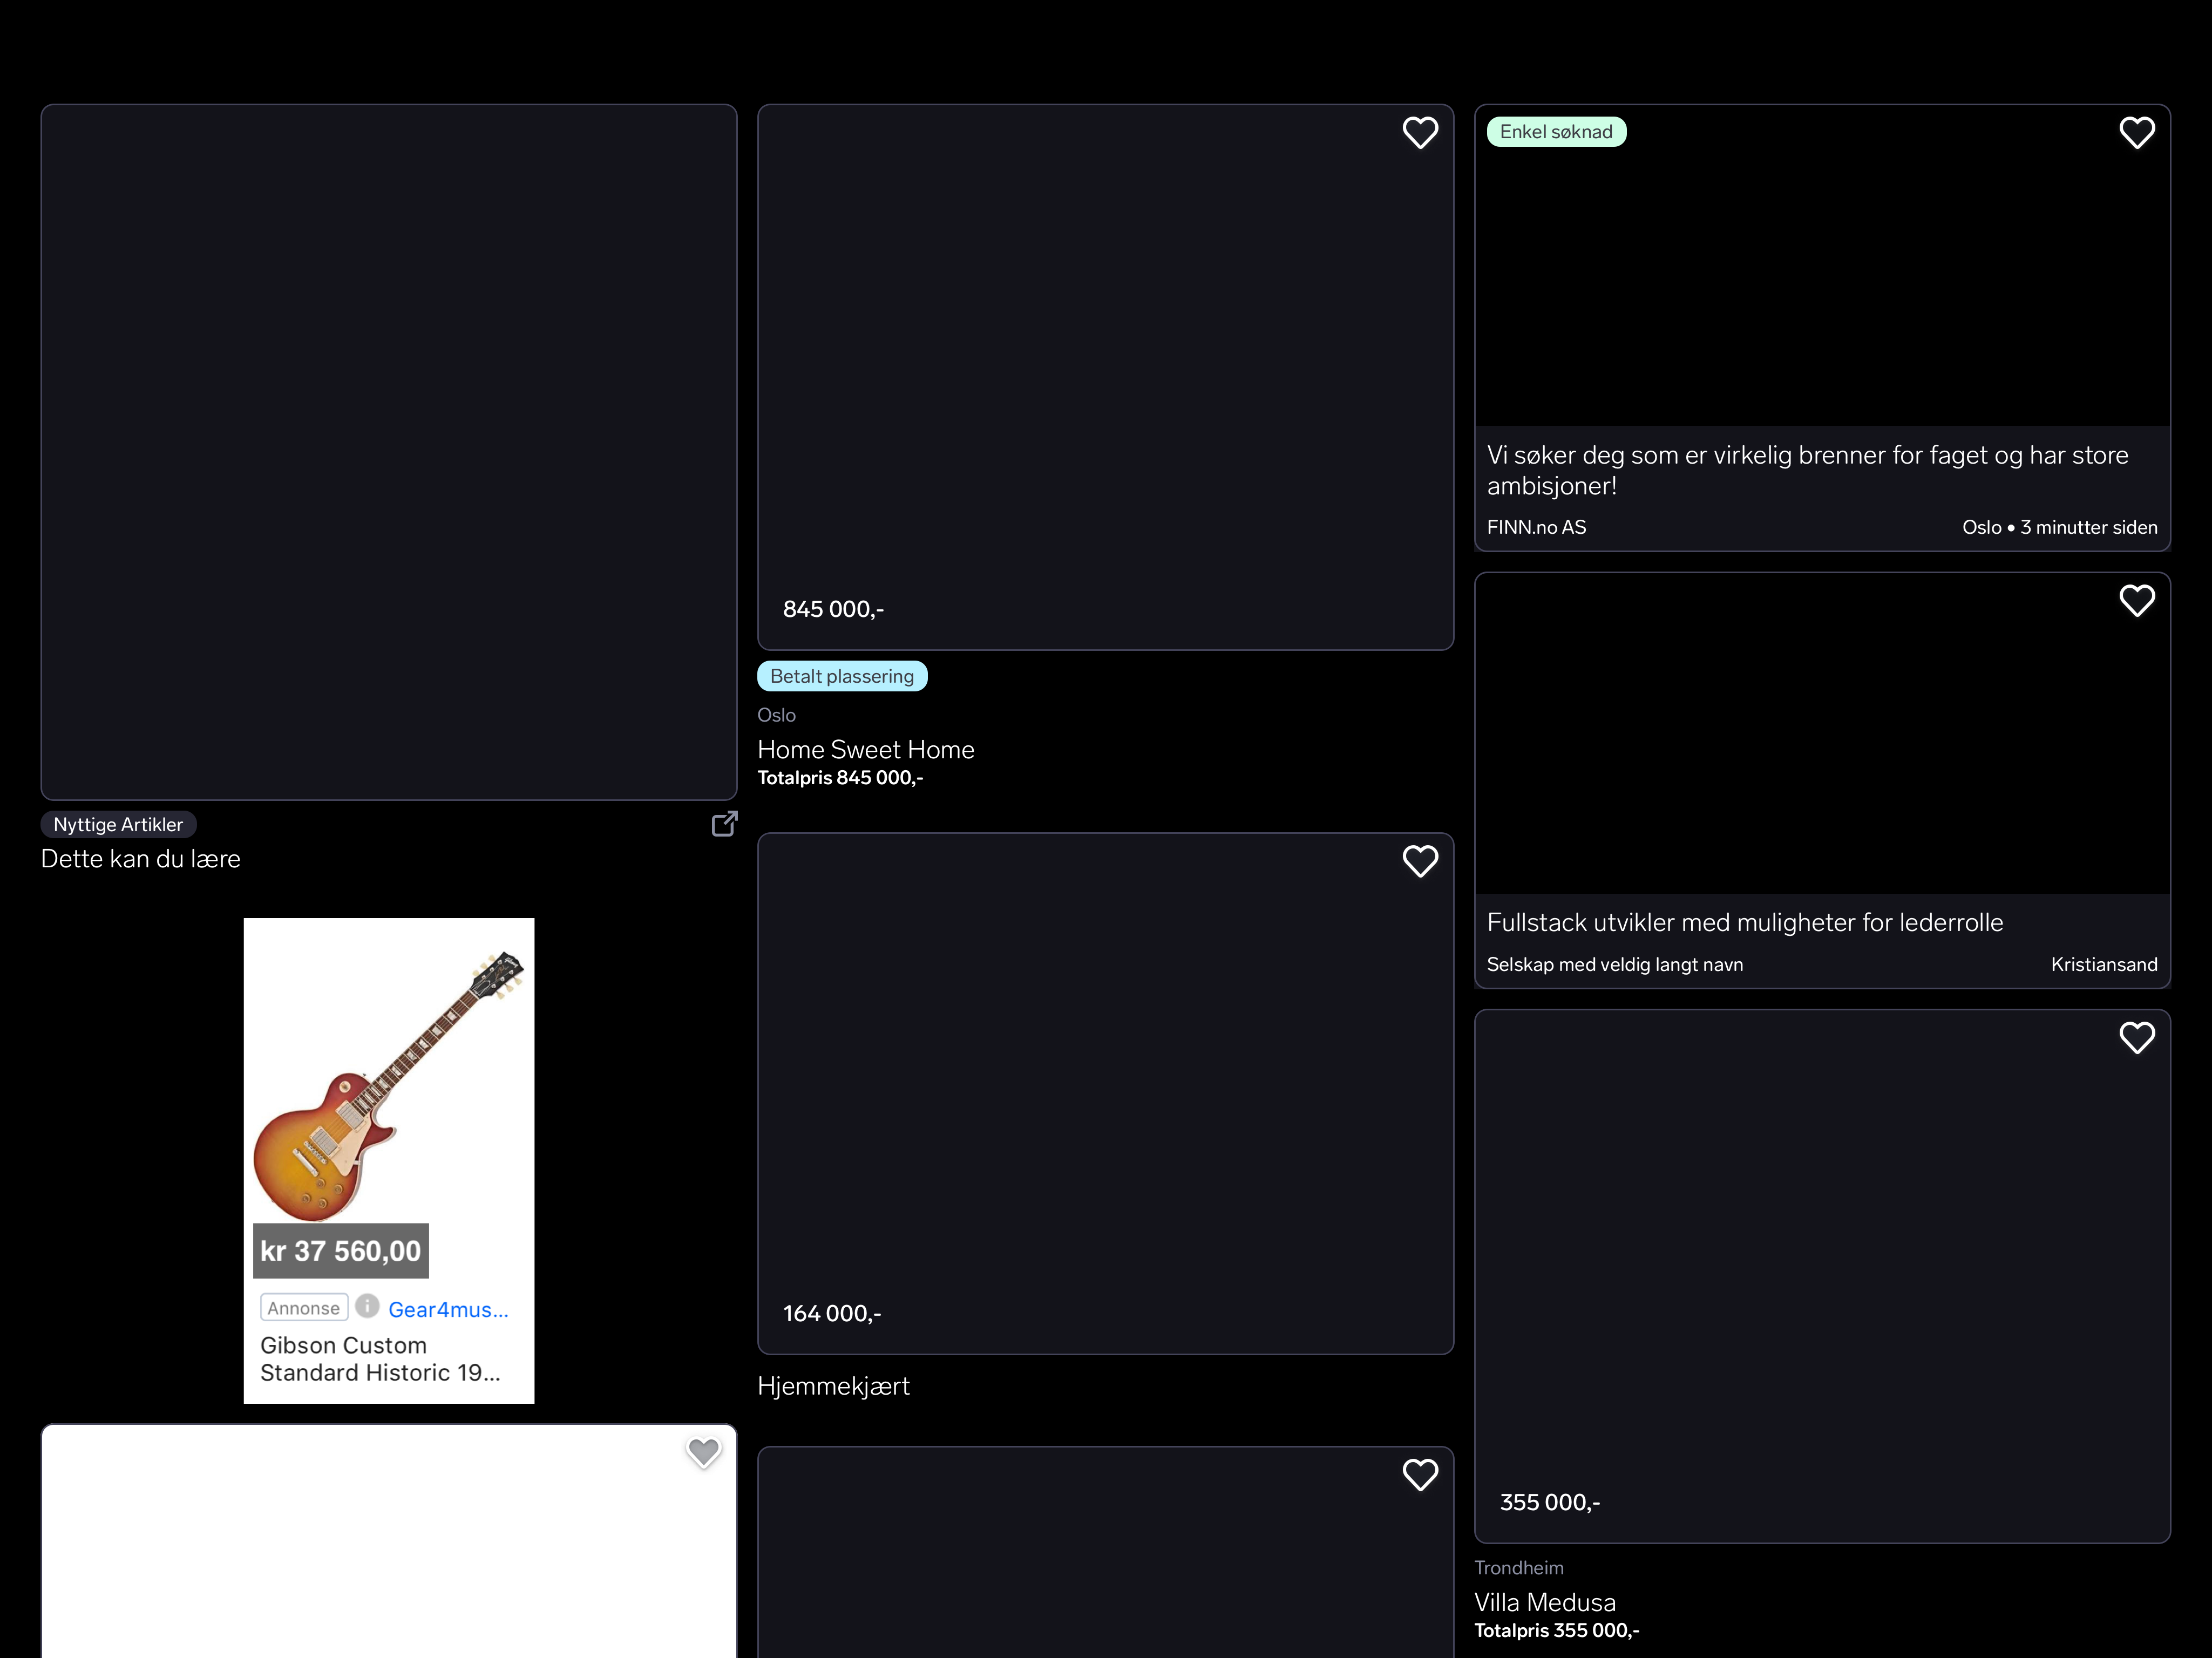 Nyttige Artikler
Dette kan du lære
kr 37 560,00
Annonse i Gear4mus...
Gibson Custom
Standard Historic 19...
845 000,-
Betalt plassering
Oslo
Home Sweet Home
Totalpris 845 000,-
164 000,-
Hjemmekjært
Enkel søknad
Vi søker deg som er virkelig brenner for faget og har store
ambisjoner!
FINN.no AS
Oslo • 3 minutter siden
Fullstack utvikler med muligheter for lederrolle
Selskap med veldig langt navn
Kristiansand
355 000,-
Trondheim
Villa Medusa
Totalpris 355 000,-